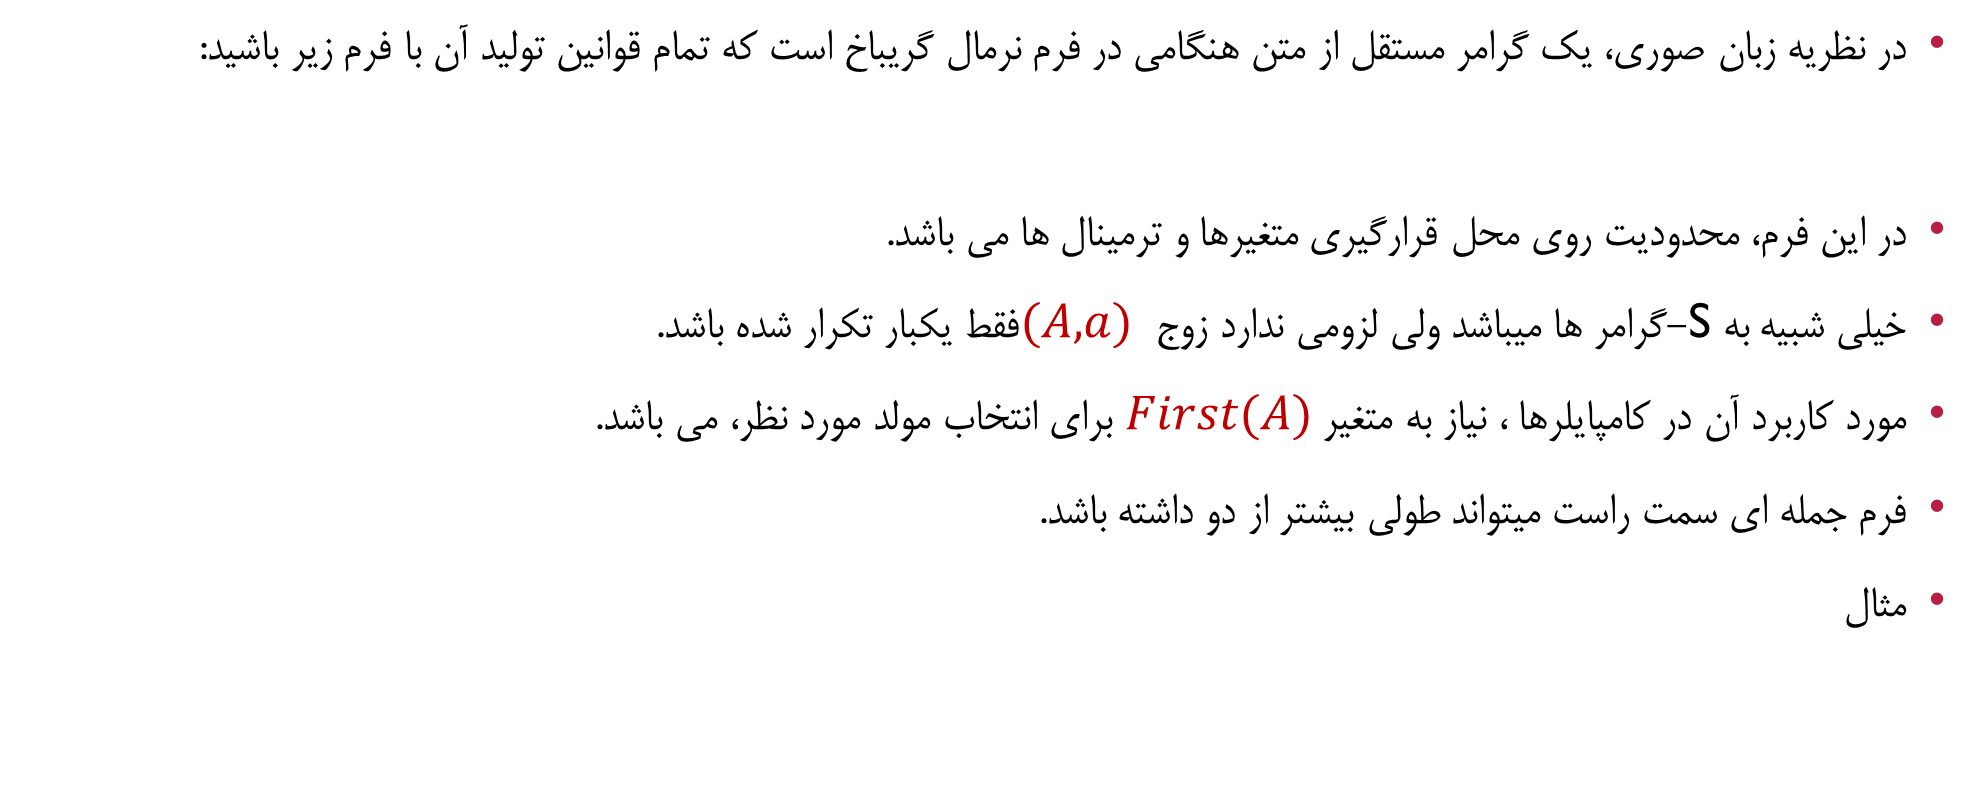 • در نظریه زبان صوری، یک گرامر مستقل از متن هنگامی در فرم نرمال گریباخ است که تمام قوانین تولید آن با فرم زیر باشید:
• در این فرم، محدودیت روی محل قرارگیری متغیرها و ترمینال ها می باشد.
• خیلی شبیه به S-گرامر ها میباشد ولی لزومی ندارد زوج (A,a) فقط یکبار تکرار شده باشد.
• مورد کاربرد آن در کامپایلرها ، نیاز به متغیر First(A) برای انتخاب مولد مورد نظر، می باشد.
• فرم جمله ای سمت راست میتواند طولی بیشتر از دو داشته باشد.
• مثال